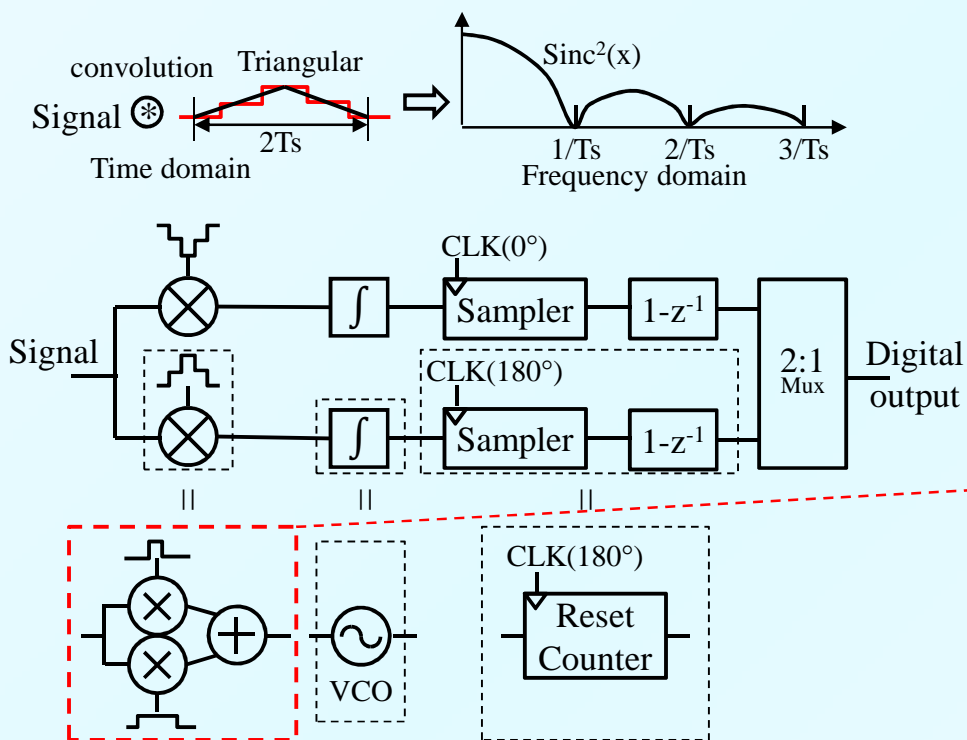 convolution
Triangular
Sinc²(x)
Signal
*
2Ts
1/Ts
2/Ts
3/Ts
Time domain
Frequency domain
CLK(0°)
∫
Sampler
1-z⁻¹
Signal
2:1
Mux
Digital
output
CLK(180°)
∫
Sampler
1-z⁻¹
CLK(180°)
Reset
Counter
VCO